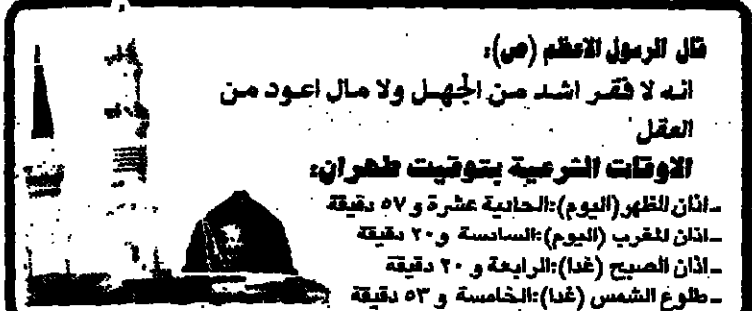 قال الرسول الاعظم (ص):
انه لا فقر اشد من الجهل ولا مال اعود من
العقل
الاوقات الشرعية بتوقيت طهران:
ـ اذان الظهر (اليوم): الحادية عشرة و ٥٧ دقيقة
ـ اذان المغرب (اليوم): السادسة و ٢٠ دقيقة
ـ اذان الصبح (غدا): الرابعة و ٢٠ دقيقة
ـ طلوع الشمس (غدا): الخامسة و ٥٣ دقيقة